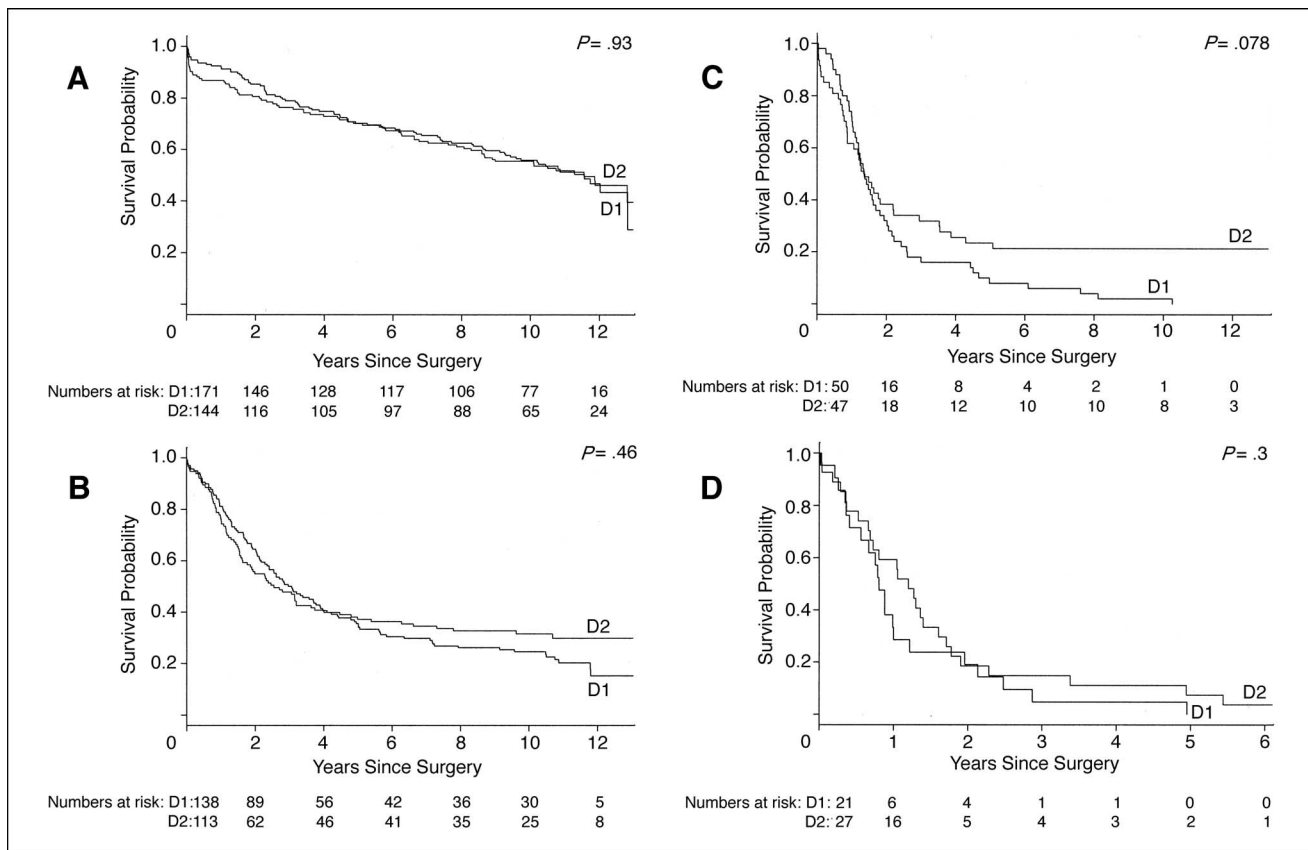 A
P= .93
Survival Probability
1.0
0.8
0.6
0.4
0.2
D2
D1
0 2 4 6 8 10 12
Years Since Surgery
Numbers at risk: D1:171 146 128 117 106 77 16
D2:144 116 105 97 88 65 24
B
P= .46
Survival Probability
1.0
0.8
0.6
0.4
0.2
D2
D1
0 2 4 6 8 10 12
Years Since Surgery
Numbers at risk: D1:138 89 56 42 36 30 5
D2:113 62 46 41 35 25 8
C
P= .078
Survival Probability
1.0
0.8
0.6
0.4
0.2
D2
D1
0 2 4 6 8 10 12
Years Since Surgery
Numbers at risk: D1: 50 16 8 4 2 1 0
D2: 47 18 12 10 10 8 3
D
P= .3
Survival Probability
1.0
0.8
0.6
0.4
0.2
D2
D1
0 1 2 3 4 5 6
Years Since Surgery
Numbers at risk: D1: 21 6 4 1 1 0 0
D2: 27 16 5 4 3 2 1